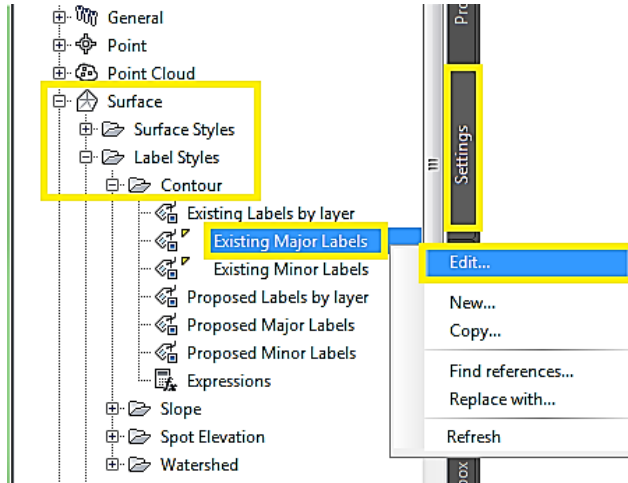 General
Point
Point Cloud
Surface
Surface Styles
Label Styles
Contour
Existing Labels by layer
Existing Major Labels
Existing Minor Labels
Proposed Labels by layer
Proposed Major Labels
Proposed Minor Labels
Expressions
Slope
Spot Elevation
Watershed
Settings
Edit...
New...
Copy...
Find references...
Replace with...
Refresh